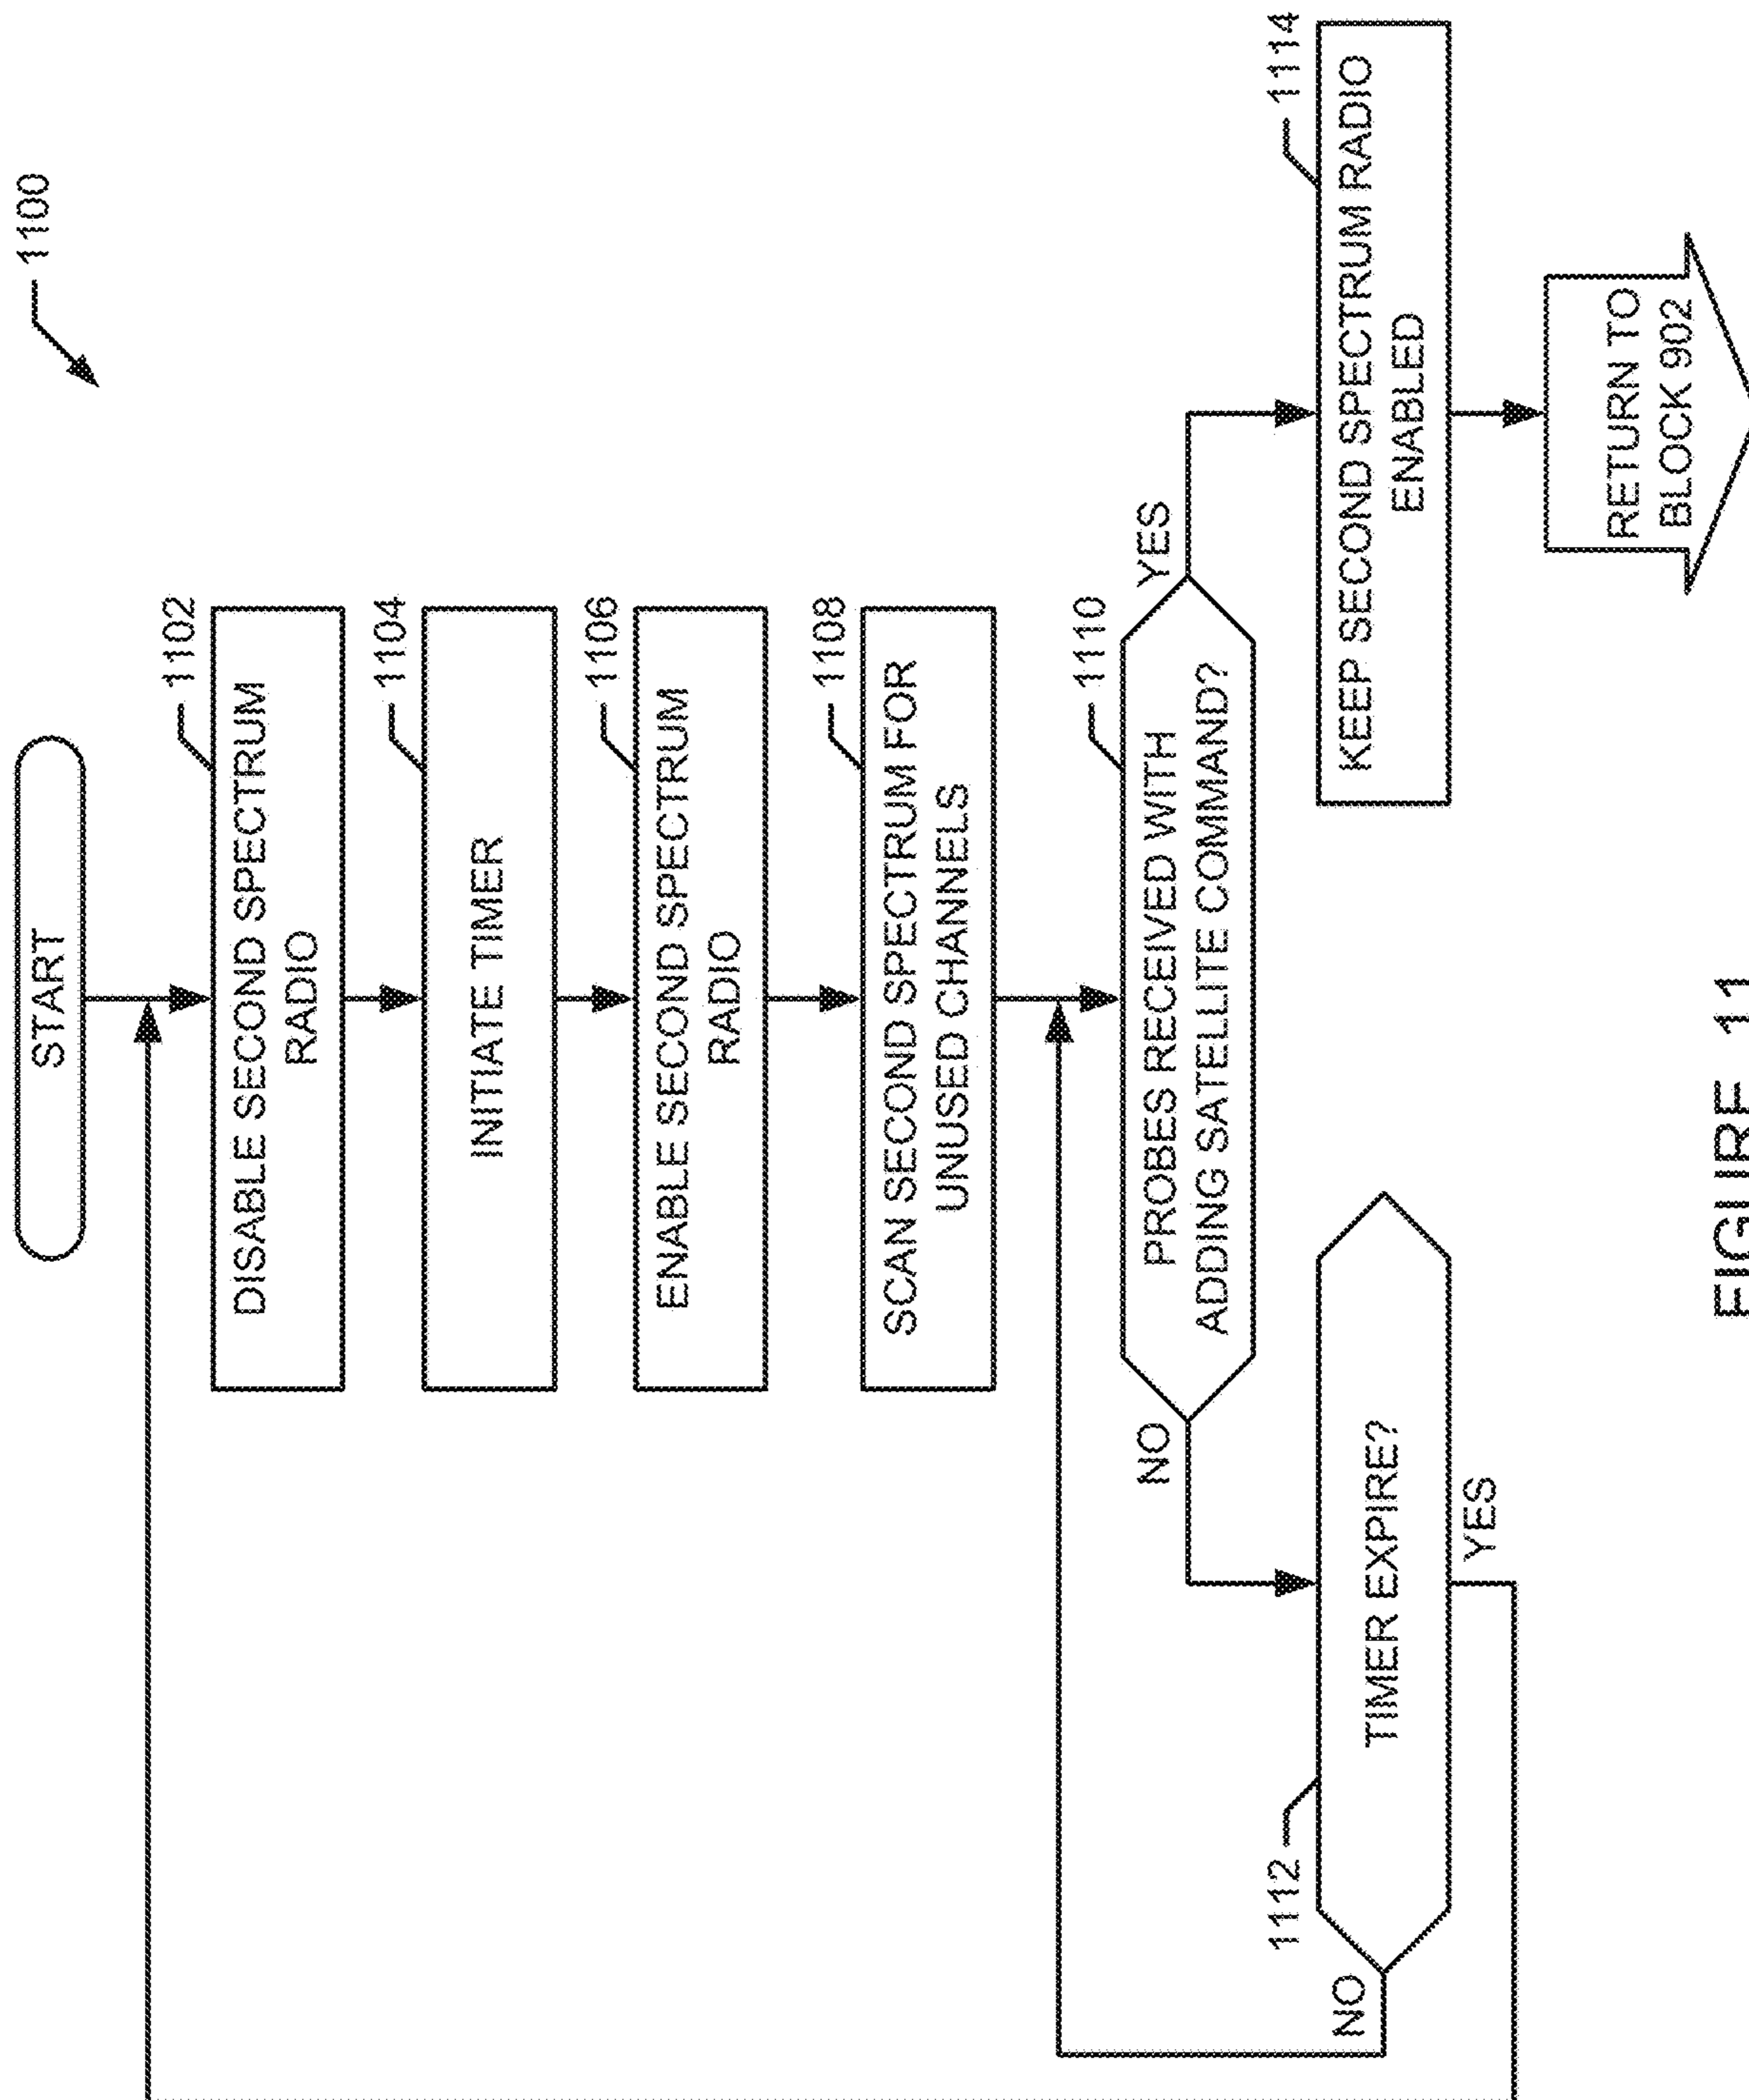 1100
START
1102
DISABLE SECOND SPECTRUM
RADIO
1104
INITIATE TIMER
1106
ENABLE SECOND SPECTRUM
RADIO
1108
SCAN SECOND SPECTRUM FOR
UNUSED CHANNELS
1110
PROBES RECEIVED WITH
ADDING SATELLITE COMMAND?
NO
YES
1112
TIMER EXPIRE?
NO
YES
1114
KEEP SECOND SPECTRUM RADIO
ENABLED
RETURN TO
BLOCK 902
FIGURE 11